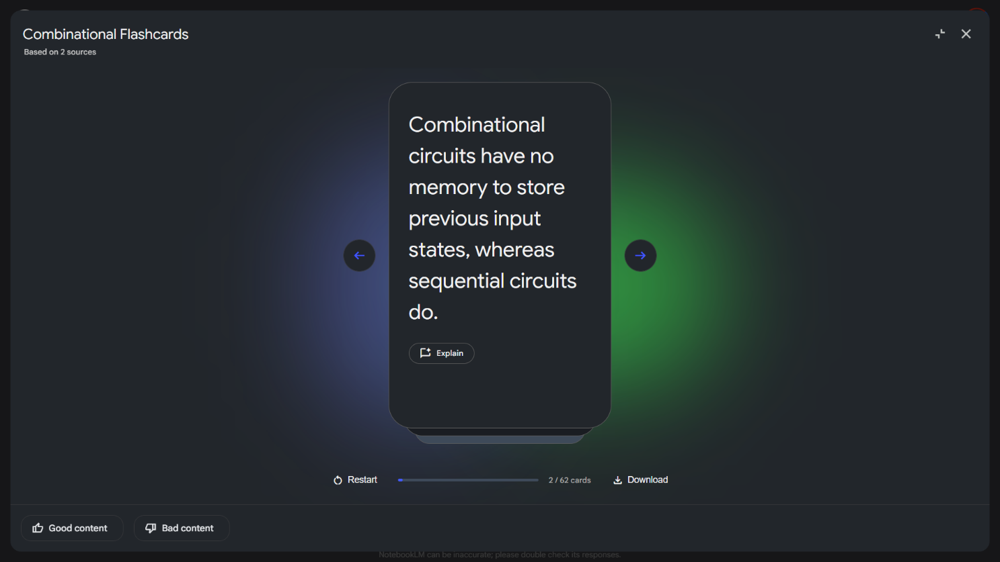 Combinational Flashcards
Based on 2 sources
Combinational
circuits have no
memory to store
previous input
states, whereas
sequential circuits
do.
Explain
Restart
2 / 62 cards
Download
Good content
Bad content
NotebookLM can be inaccurate; please double check its responses.